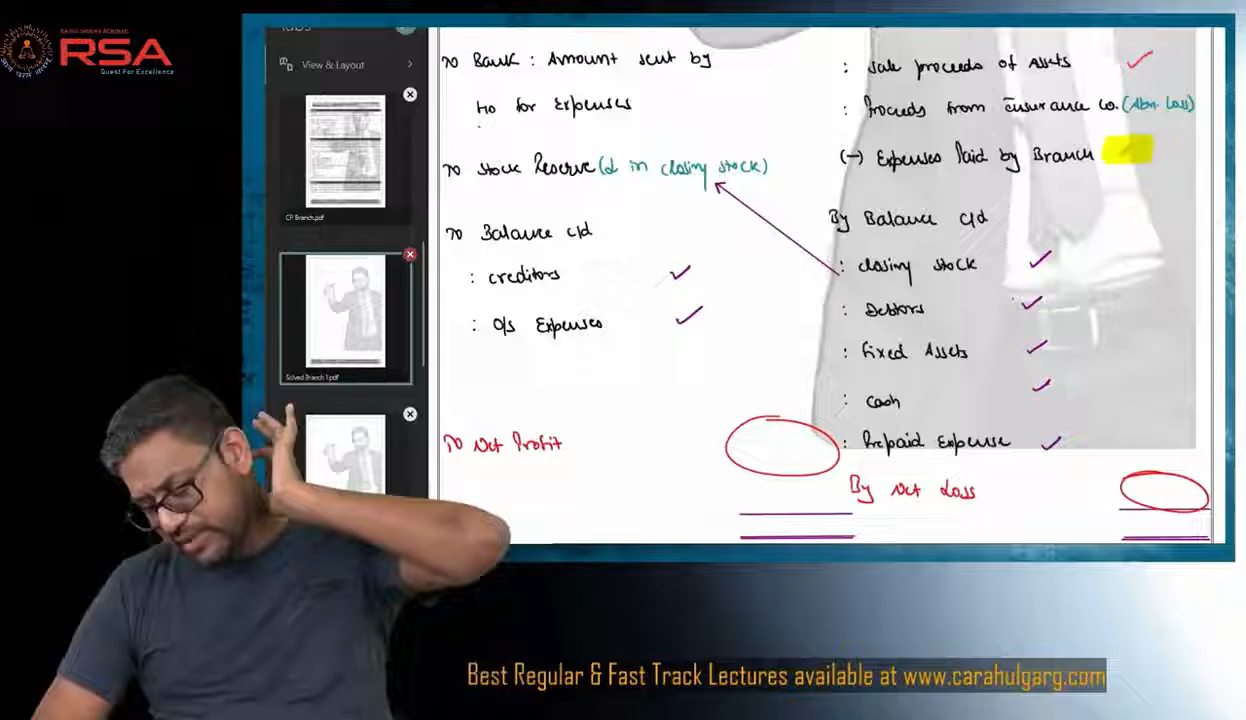 RAHUL GARG'S ACADEMY
RSA
Quest For Excellence
View & Layout
CP Branch.pdf
Solved Branch 1.pdf
To Bank : Amount sent by
HO for Expenses
To Stock Reserve (d in closing stock)
To Balance c/d
: creditors
: O/s Expenses
To Net Profit
: Sale proceeds of Assets
: Proceeds from insurance co. (Abn. Loss)
(-) Expenses Paid by Branch
By Balance c/d
: closing stock
: Debtors
: Fixed Assets
: cash
: Prepaid Expense
By Net Loss
Best Regular & Fast Track Lectures available at www.carahulgarg.com